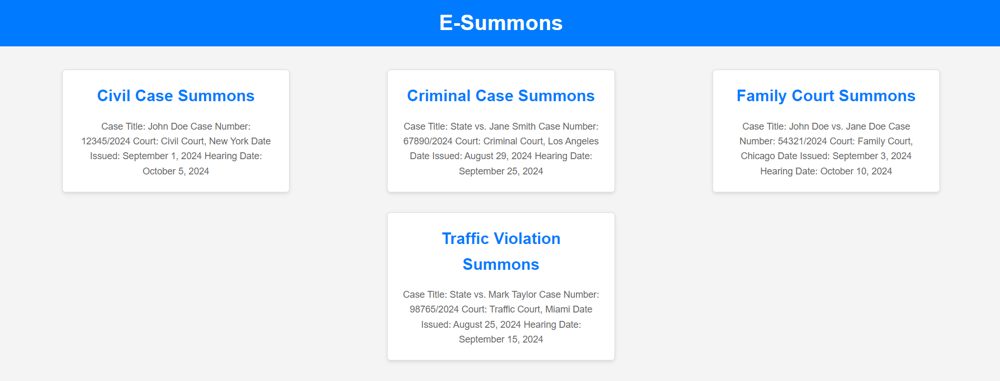 E-Summons
Civil Case Summons
Case Title: John Doe Case Number:
12345/2024 Court: Civil Court, New York Date
Issued: September 1, 2024 Hearing Date:
October 5, 2024
Criminal Case Summons
Case Title: State vs. Jane Smith Case Number:
67890/2024 Court: Criminal Court, Los Angeles
Date Issued: August 29, 2024 Hearing Date:
September 25, 2024
Family Court Summons
Case Title: John Doe vs. Jane Doe Case
Number: 54321/2024 Court: Family Court,
Chicago Date Issued: September 3, 2024
Hearing Date: October 10, 2024
Traffic Violation
Summons
Case Title: State vs. Mark Taylor Case Number:
98765/2024 Court: Traffic Court, Miami Date
Issued: August 25, 2024 Hearing Date:
September 15, 2024